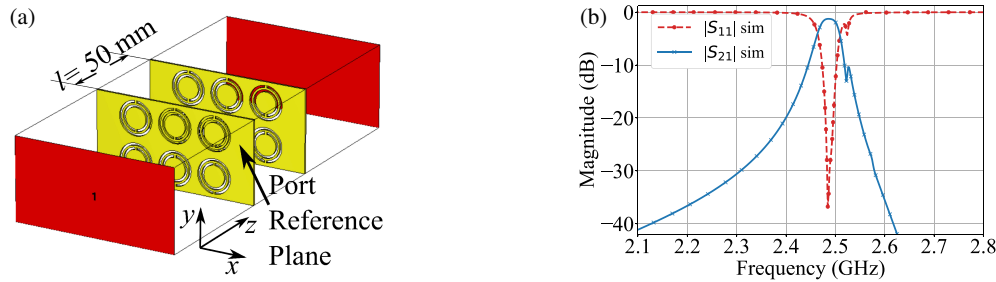 (a)
l = 50 mm
1
y
z
x
Port
Reference
Plane
(b)
Magnitude (dB)
0
−10
−20
−30
−40
|S11| sim
|S21| sim
2.1 2.2 2.3 2.4 2.5 2.6 2.7 2.8
Frequency (GHz)